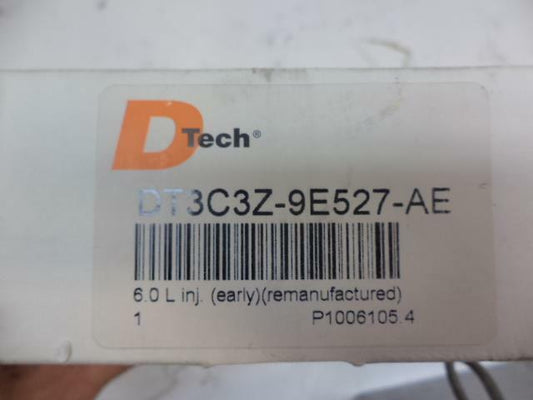 DTech®
DT3C3Z-9E527-AE
6.0 L inj. (early)(remanufactured)
1 P1006105.4